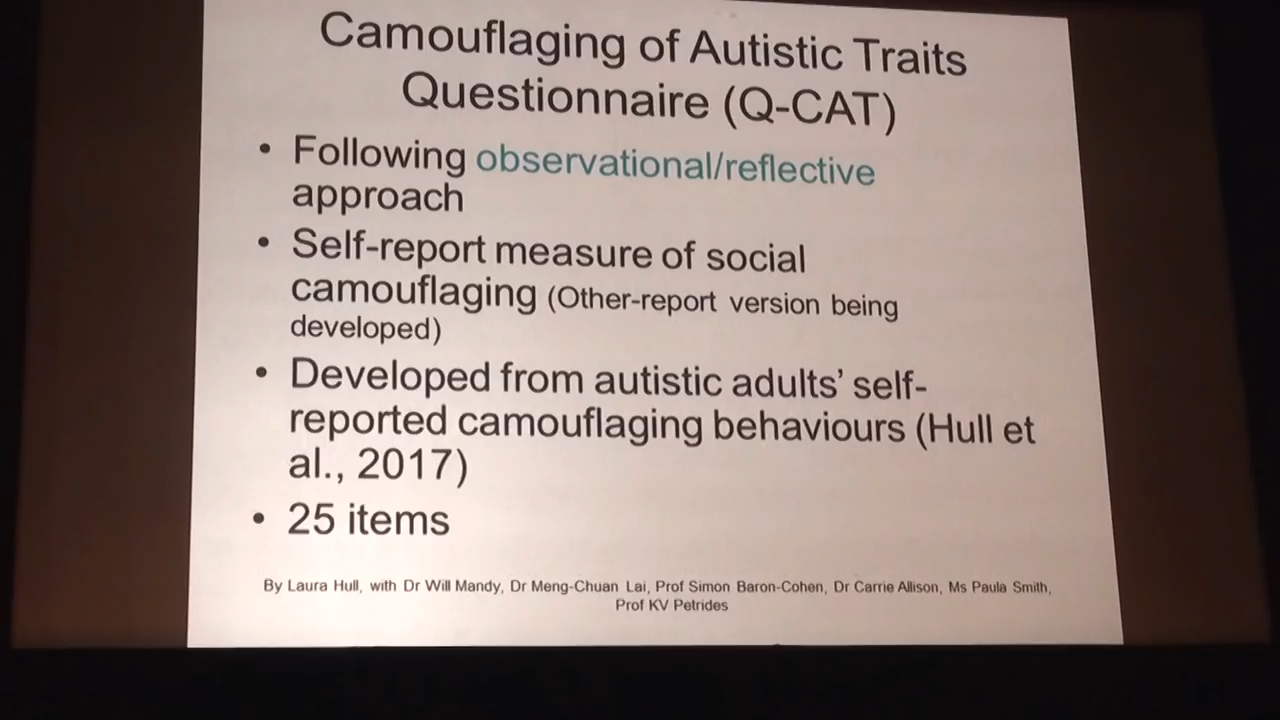 Camouflaging of Autistic Traits
Questionnaire (Q-CAT)
• Following observational/reflective
approach
• Self-report measure of social
camouflaging (Other-report version being
developed)
• Developed from autistic adults' self-
reported camouflaging behaviours (Hull et
al., 2017)
• 25 items
By Laura Hull, with Dr Will Mandy, Dr Meng-Chuan Lai, Prof Simon Baron-Cohen, Dr Carrie Allison, Ms Paula Smith,
Prof KV Petrides